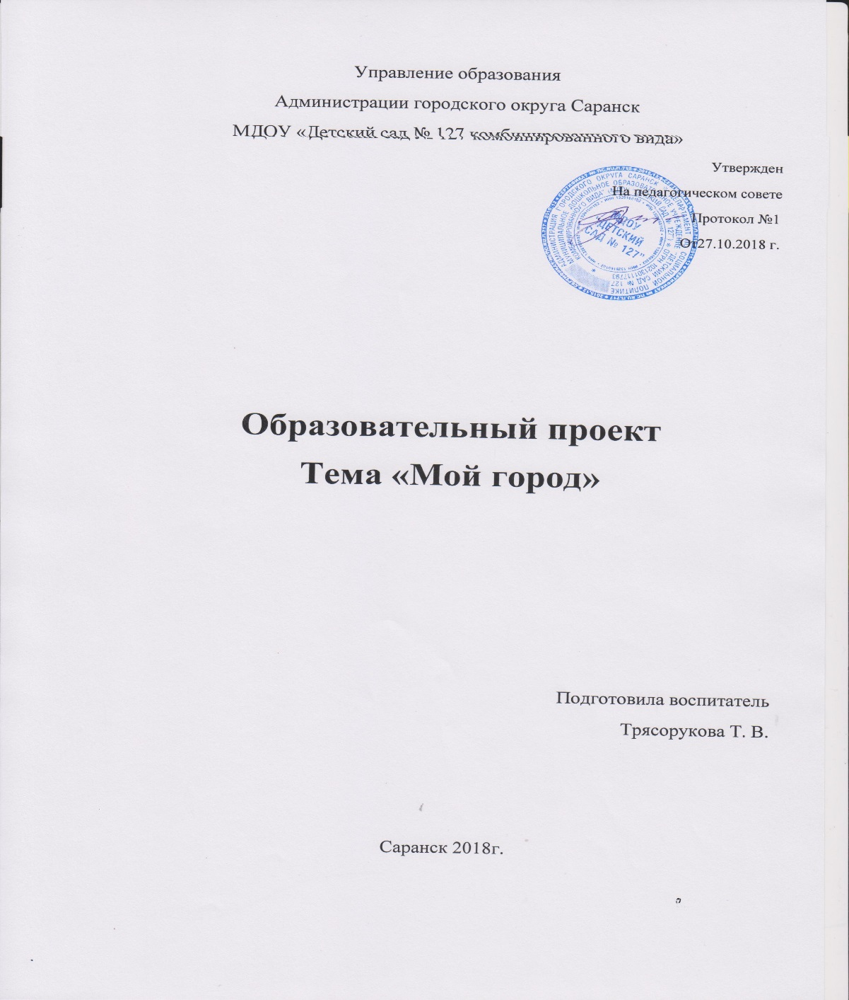 Управление образования
Администрации городского округа Саранск
МДОУ «Детский сад № 127 комбинированного вида»
Утвержден
На педагогическом совете
Протокол №1
От27.10.2018 г.
МДОУ
"ДЕТСКИЙ
САД № 127"
Образовательный проект
Тема «Мой город»
Подготовила воспитатель
Трясорукова Т. В.
Саранск 2018г.